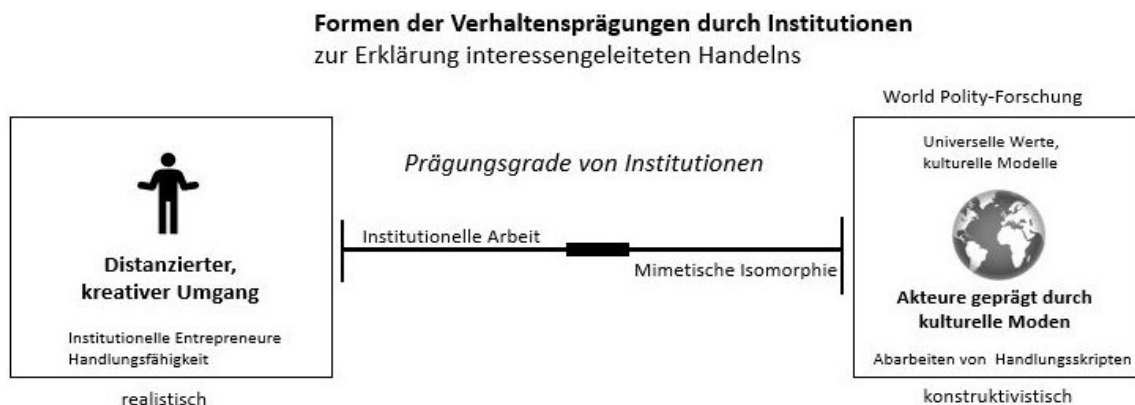 Formen der Verhaltensprägungen durch Institutionen
zur Erklärung interessengeleiteten Handelns
Distanzierter,
kreativer Umgang
Institutionelle Entrepreneure
Handlungsfähigkeit
realistisch
Prägungsgrade von Institutionen
Institutionelle Arbeit
Mimetische Isomorphie
World Polity-Forschung
Universelle Werte,
kulturelle Modelle
Akteure geprägt durch
kulturelle Moden
Abarbeiten von Handlungsskripten
konstruktivistisch